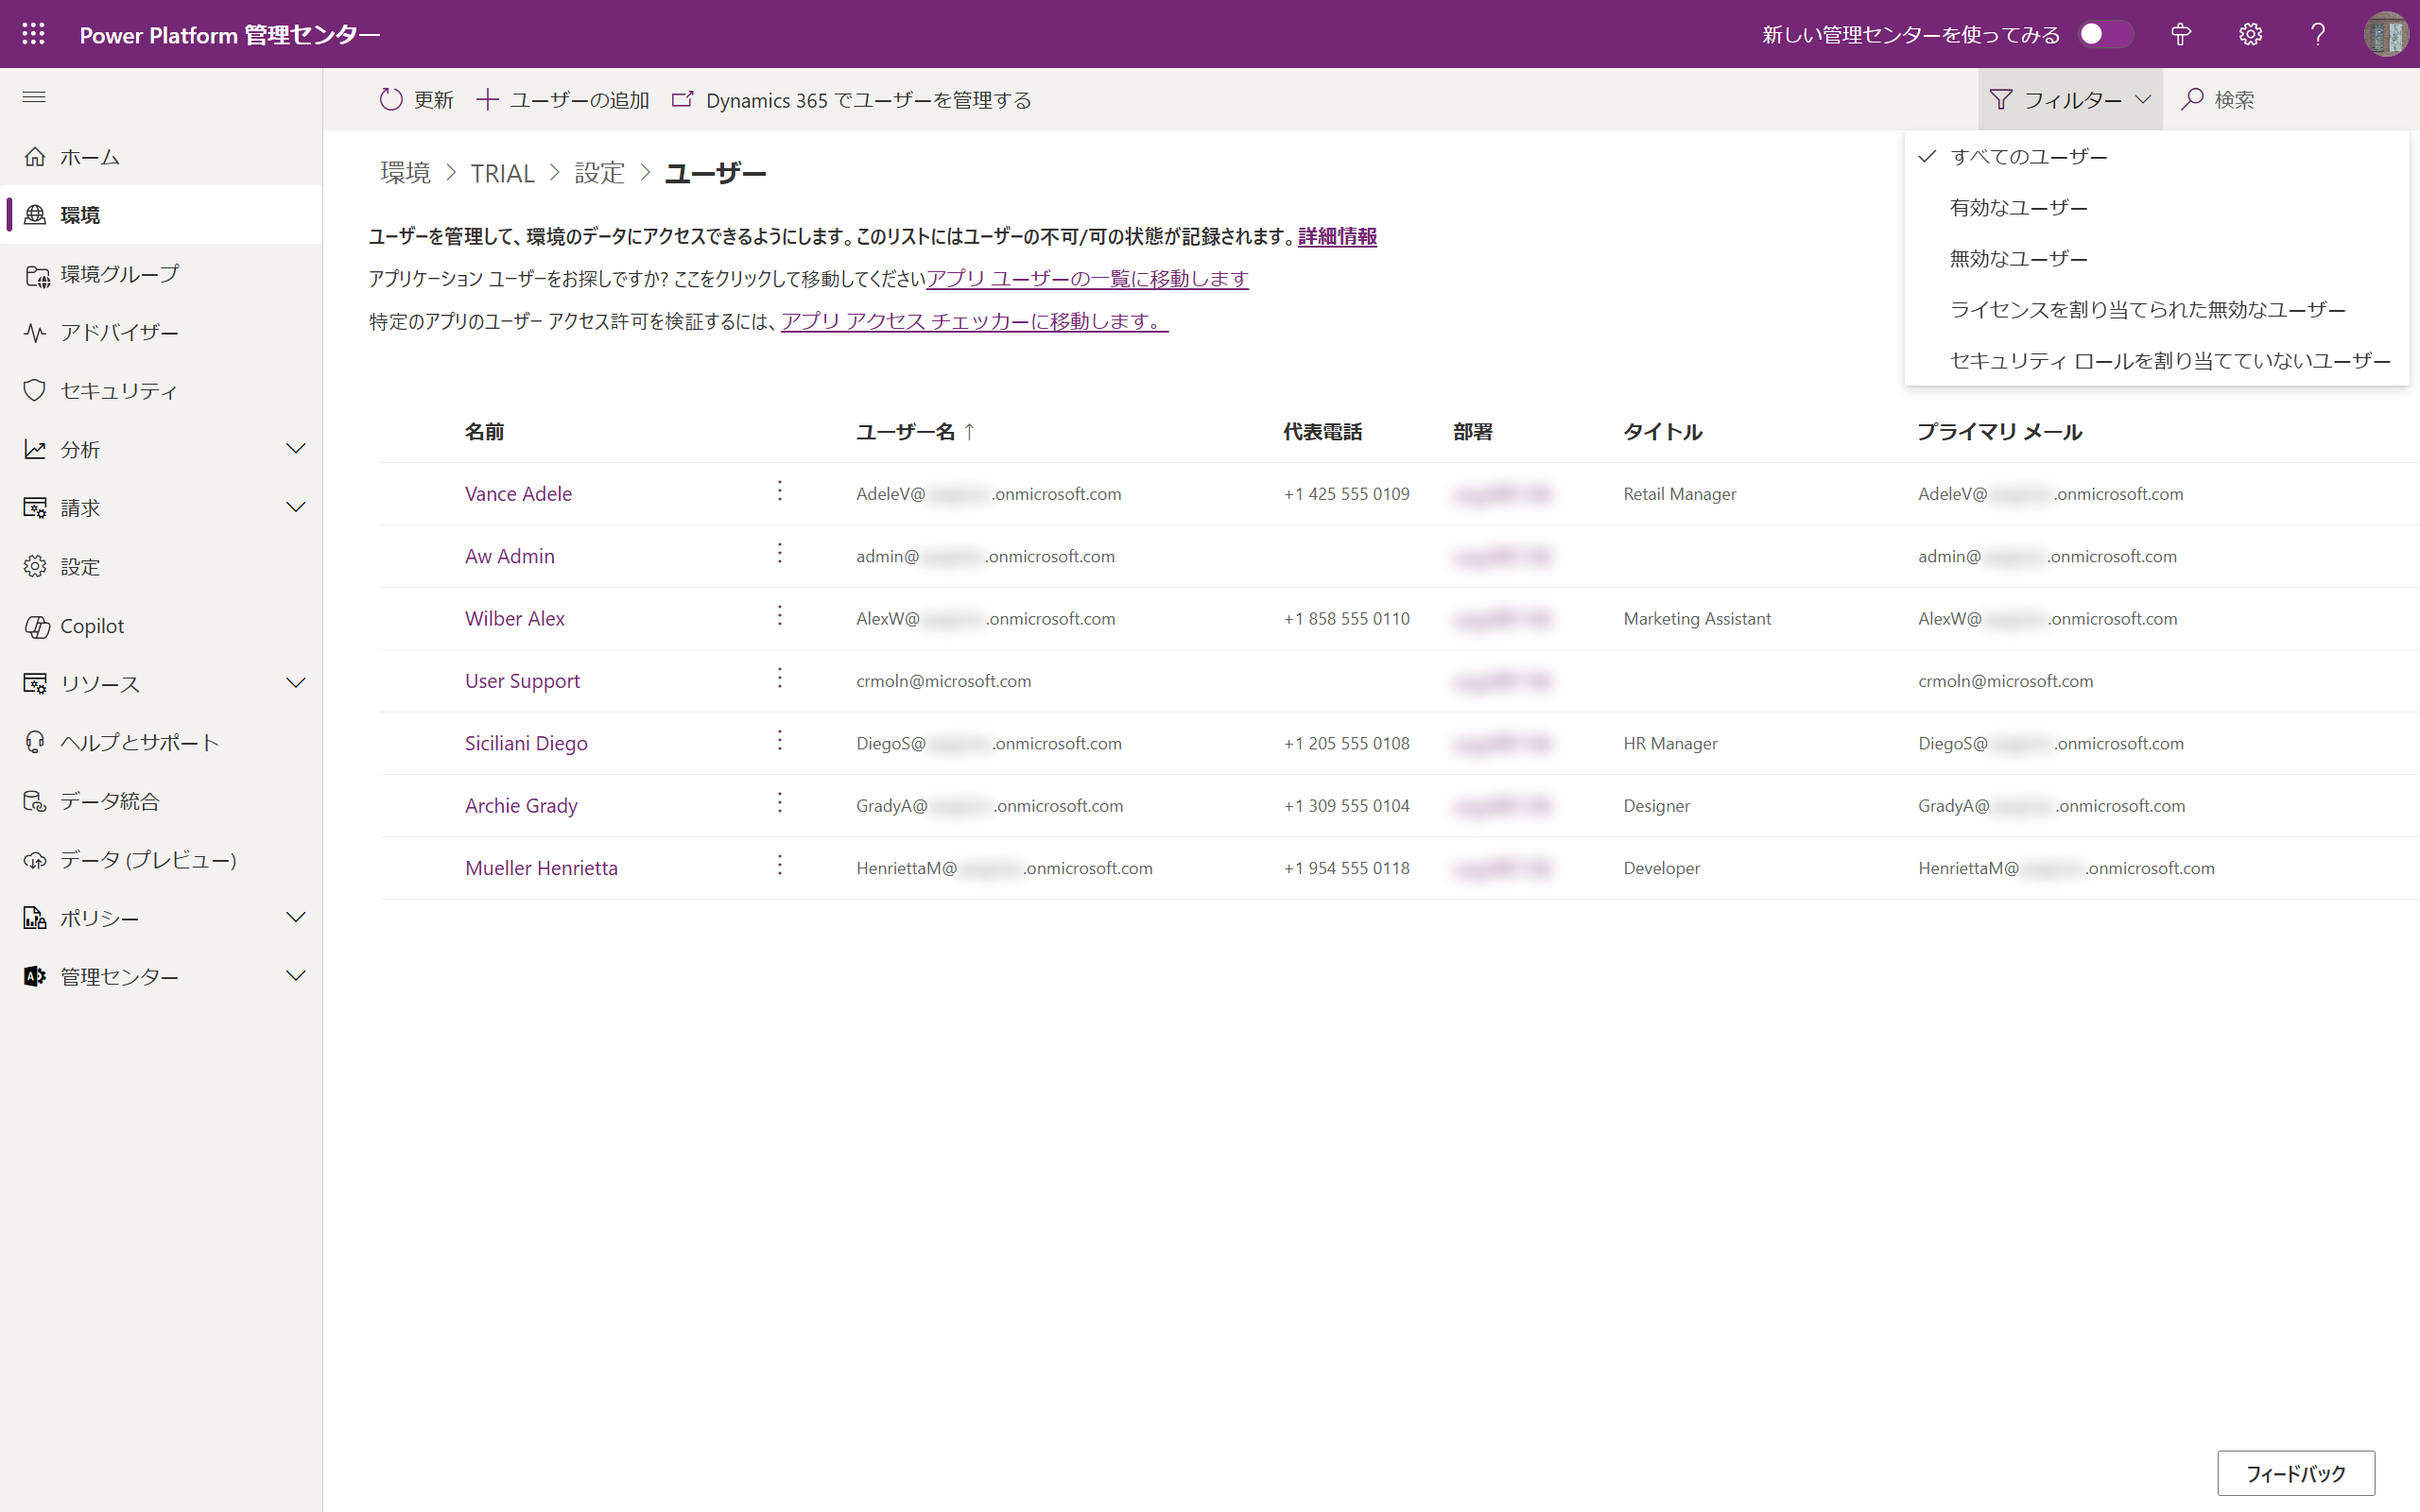 Power Platform 管理センター
新しい管理センターを使ってみる
更新
ユーザーの追加
Dynamics 365 でユーザーを管理する
フィルター
検索
すべてのユーザー
有効なユーザー
無効なユーザー
ライセンスを割り当てられた無効なユーザー
セキュリティ ロールを割り当てていないユーザー
ホーム
環境
環境グループ
アドバイザー
セキュリティ
分析
請求
設定
Copilot
リソース
ヘルプとサポート
データ統合
データ (プレビュー)
ポリシー
管理センター
環境 > TRIAL > 設定 > ユーザー
ユーザーを管理して、環境のデータにアクセスできるようにします。このリストにはユーザーの不可/可の状態が記録されます。詳細情報
アプリケーション ユーザーをお探しですか? ここをクリックして移動してくださいアプリ ユーザーの一覧に移動します
特定のアプリのユーザー アクセス許可を検証するには、アプリ アクセス チェッカーに移動します。
名前 ユーザー名 ↑ 代表電話 部署 タイトル プライマリ メール
Vance Adele AdeleV@ .onmicrosoft.com +1 425 555 0109 Retail Manager AdeleV@ .onmicrosoft.com
Aw Admin admin@ .onmicrosoft.com admin@ .onmicrosoft.com
Wilber Alex AlexW@ .onmicrosoft.com +1 858 555 0110 Marketing Assistant AlexW@ .onmicrosoft.com
User Support crmoln@microsoft.com crmoln@microsoft.com
Siciliani Diego DiegoS@ .onmicrosoft.com +1 205 555 0108 HR Manager DiegoS@ .onmicrosoft.com
Archie Grady GradyA@ .onmicrosoft.com +1 309 555 0104 Designer GradyA@ .onmicrosoft.com
Mueller Henrietta HenriettaM@ .onmicrosoft.com +1 954 555 0118 Developer HenriettaM@ .onmicrosoft.com
フィードバック